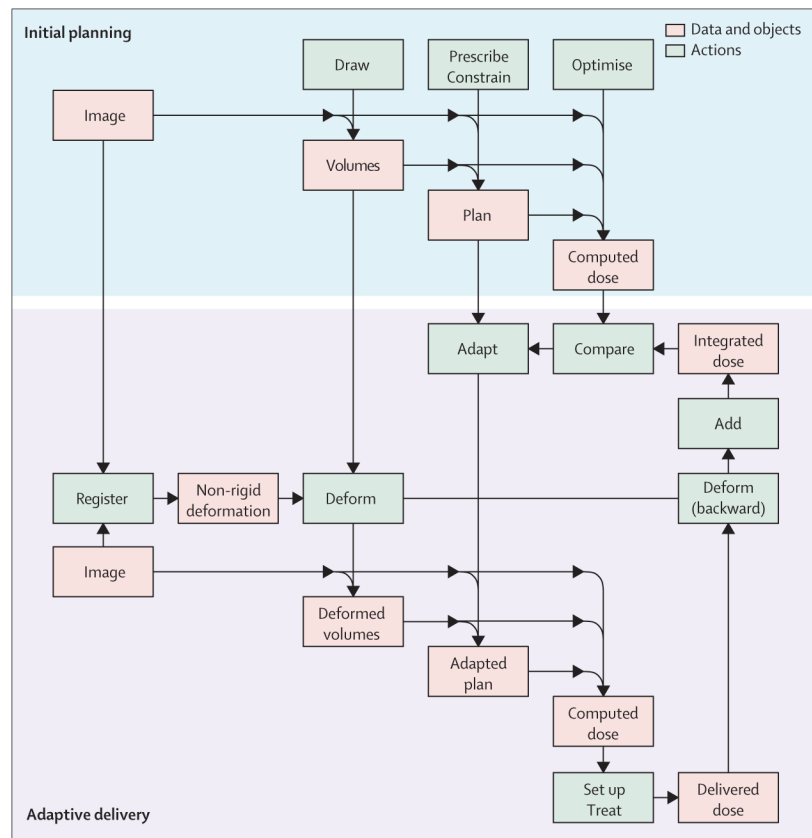 Initial planning
Data and objects
Actions
Draw
Prescribe
Constrain
Optimise
Image
Volumes
Plan
Computed
dose
Adapt
Compare
Integrated
dose
Add
Register
Non-rigid
deformation
Deform
Deform
(backward)
Image
Deformed
volumes
Adapted
plan
Computed
dose
Set up
Treat
Delivered
dose
Adaptive delivery